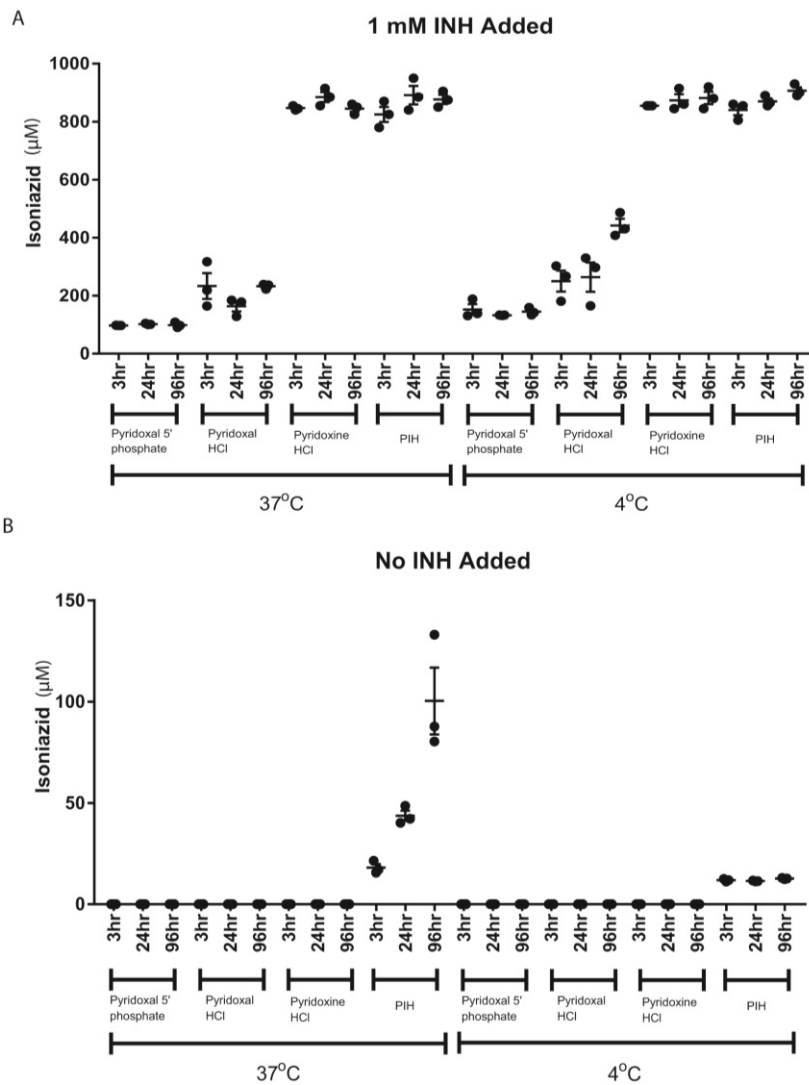 A
1 mM INH Added
Isoniazid (µM)
1000
800
600
400
200
0
3hr 24hr 96hr 3hr 24hr 96hr 3hr 24hr 96hr 3hr 24hr 96hr 3hr 24hr 96hr 3hr 24hr 96hr 3hr 24hr 96hr 3hr 24hr 96hr
Pyridoxal 5' Pyridoxal Pyridoxine PIH Pyridoxal 5' Pyridoxal Pyridoxine PIH
phosphate HCl HCl phosphate HCl HCl
37°C 4°C
B
No INH Added
Isoniazid (µM)
150
100
50
0
3hr 24hr 96hr 3hr 24hr 96hr 3hr 24hr 96hr 3hr 24hr 96hr 3hr 24hr 96hr 3hr 24hr 96hr 3hr 24hr 96hr 3hr 24hr 96hr
Pyridoxal 5' Pyridoxal Pyridoxine PIH Pyridoxal 5' Pyridoxal Pyridoxine PIH
phosphate HCl HCl phosphate HCl HCl
37°C 4°C